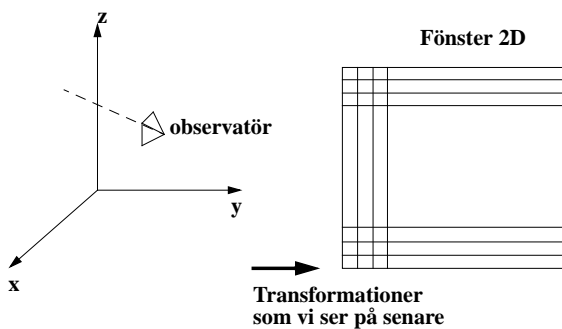 z
Fönster 2D
observatör
y
x
Transformationer
som vi ser på senare